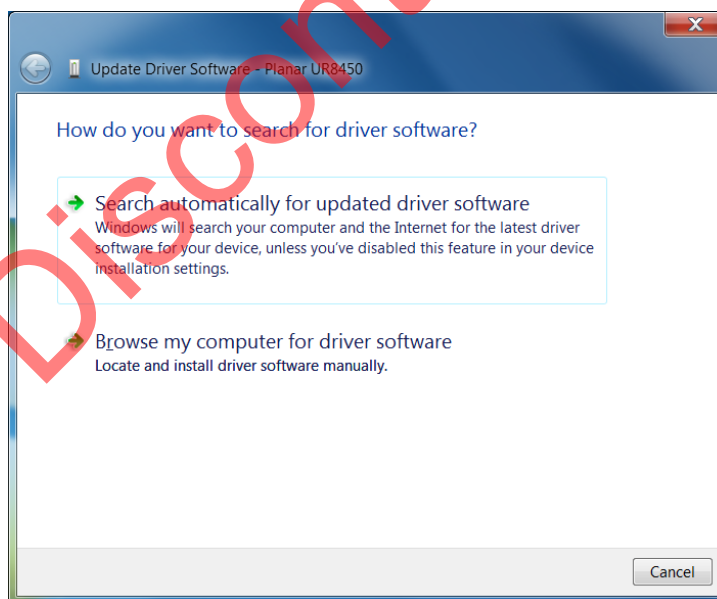 Update Driver Software - Planar UR8450
How do you want to search for driver software?
Search automatically for updated driver software
Windows will search your computer and the Internet for the latest driver
software for your device, unless you've disabled this feature in your device
installation settings.
Browse my computer for driver software
Locate and install driver software manually.
Cancel
Discon